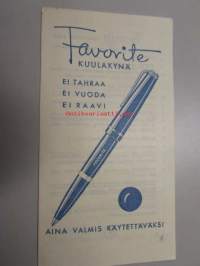 Favorite
KUULAKYNÄ
EI TAHRAA
EI VUODA
EI RAAVI
AINA VALMIS KÄYTETTÄVÄKSI